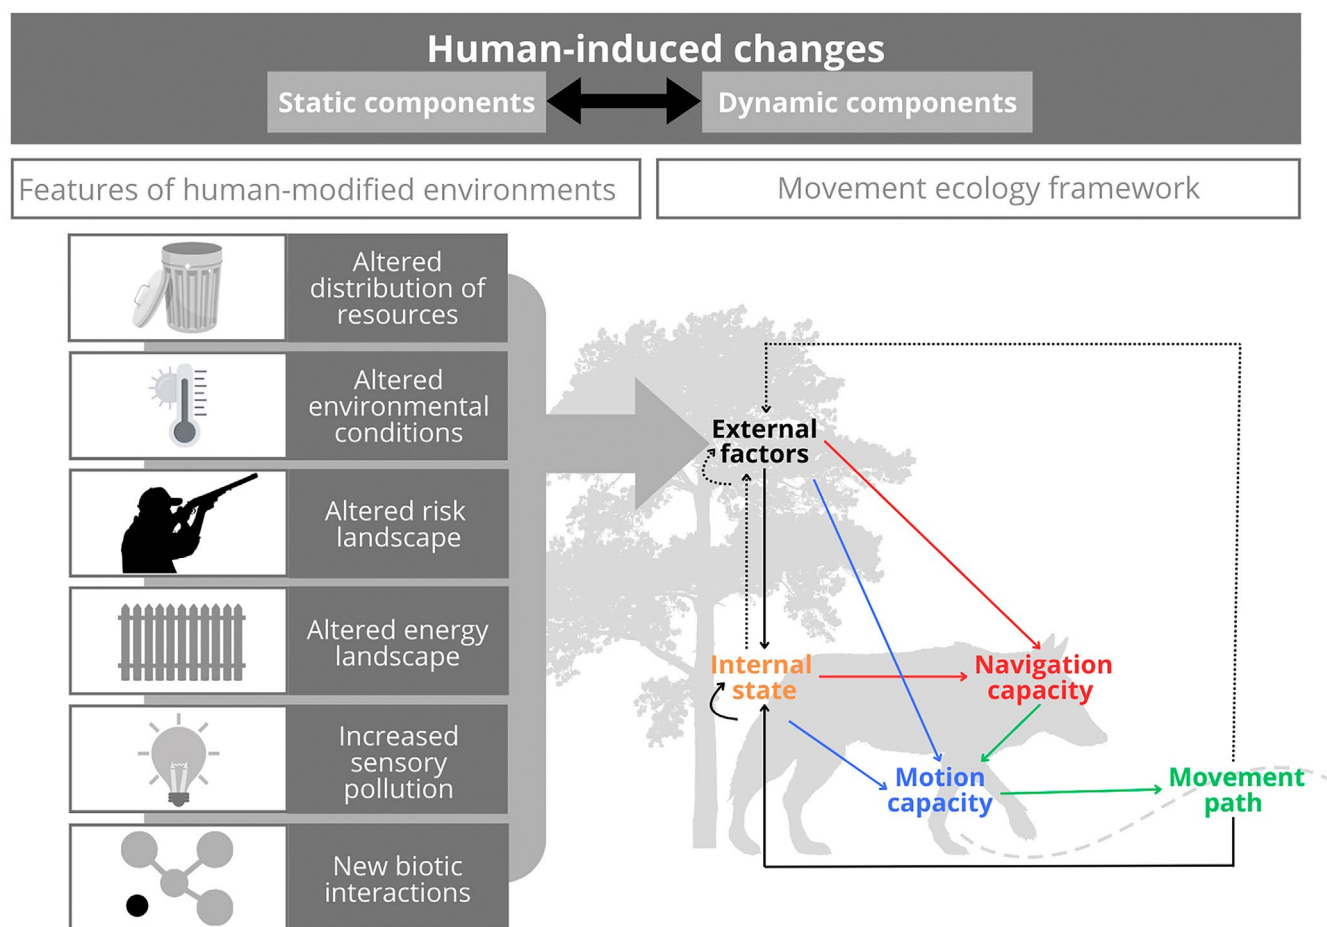 Human-induced changes
Static components
Dynamic components
Features of human-modified environments
Movement ecology framework
Altered
distribution of
resources
Altered
environmental
conditions
Altered risk
landscape
Altered energy
landscape
Increased
sensory
pollution
New biotic
interactions
External
factors
Internal
state
Navigation
capacity
Motion
capacity
Movement
path